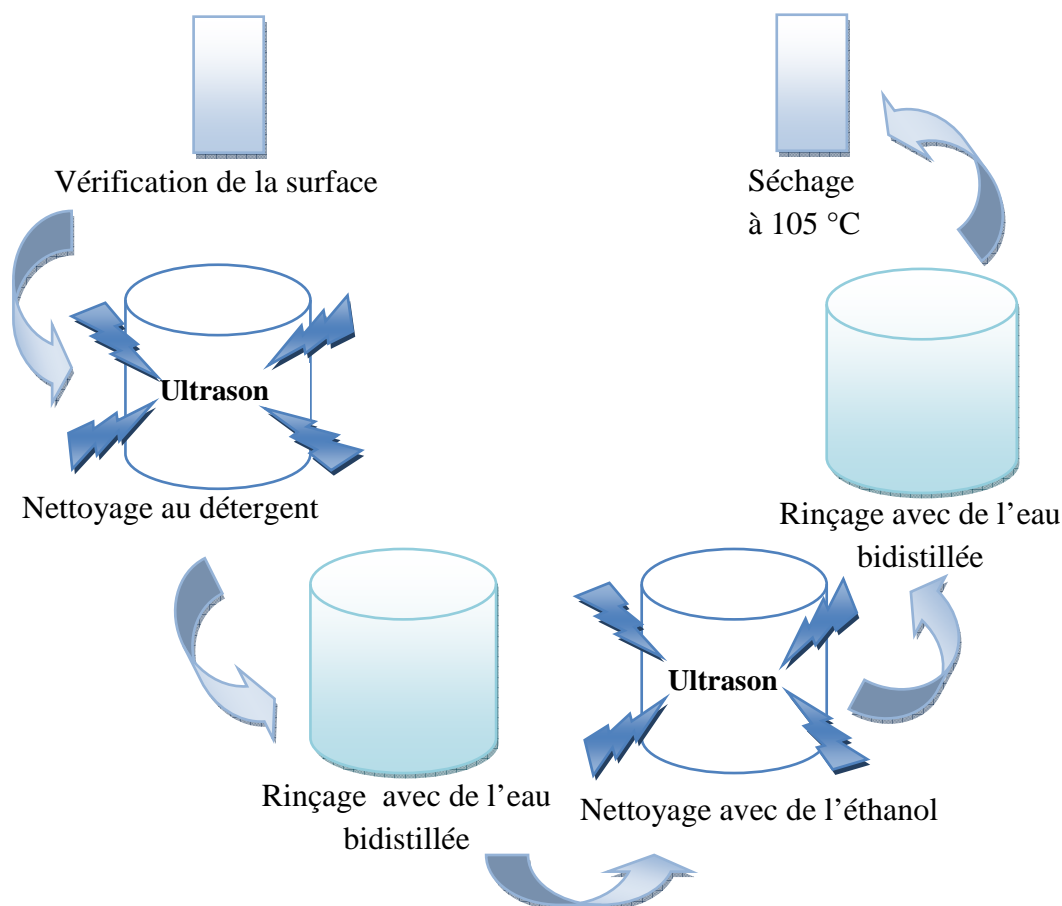 Vérification de la surface
Ultrason
Nettoyage au détergent
Rinçage avec de l’eau
bidistillée
Ultrason
Nettoyage avec de l’éthanol
Rinçage avec de l’eau
bidistillée
Séchage
à 105 °C